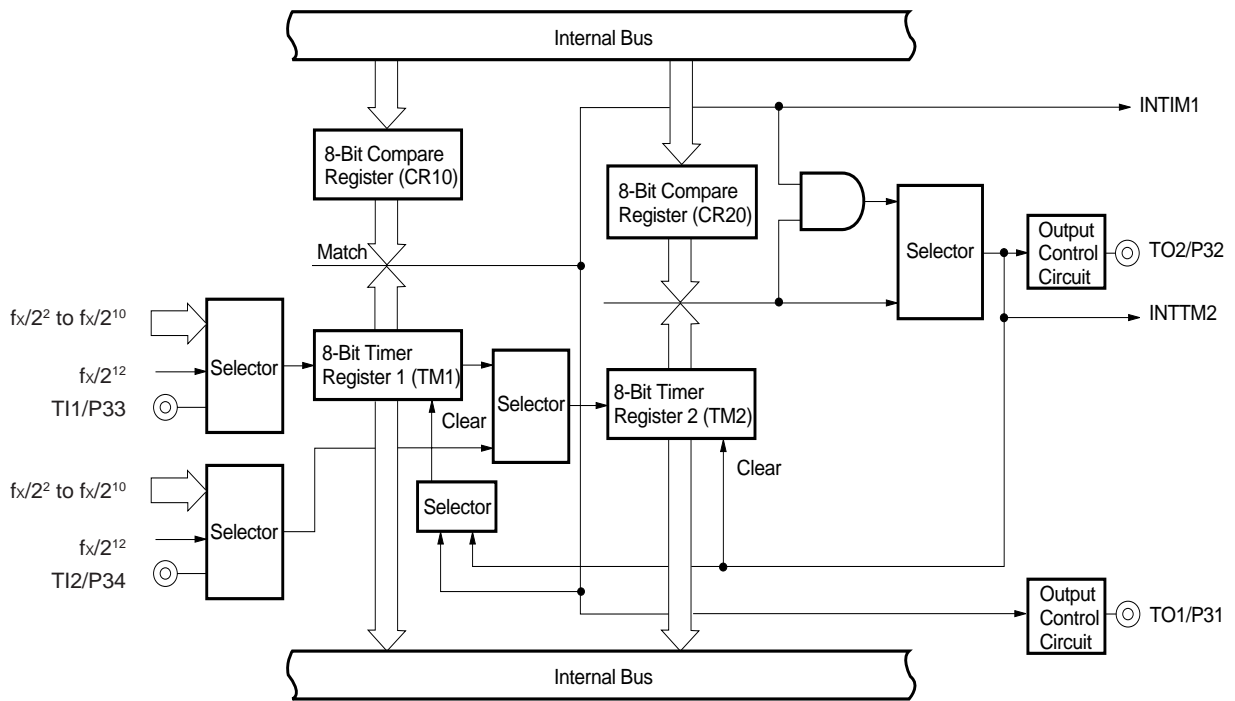 Internal Bus
INTIM1
8-Bit Compare
Register (CR10)
8-Bit Compare
Register (CR20)
Selector
Output
Control
Circuit
TO2/P32
Match
INTTM2
fx/2² to fx/2¹⁰
fx/2¹²
TI1/P33
Selector
8-Bit Timer
Register 1 (TM1)
Clear
Selector
8-Bit Timer
Register 2 (TM2)
Clear
fx/2² to fx/2¹⁰
fx/2¹²
TI2/P34
Selector
Selector
Output
Control
Circuit
TO1/P31
Internal Bus